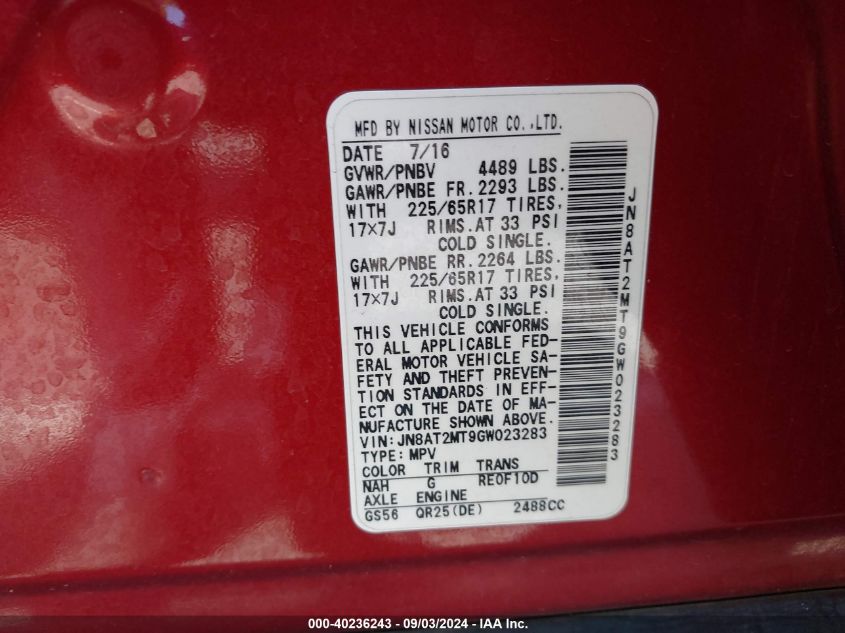 MFD BY NISSAN MOTOR CO.,LTD.
DATE 7/16
GVWR/PNBV 4489 LBS.
GAWR/PNBE FR. 2293 LBS.
WITH 225/65R17 TIRES,
17×7J RIMS.AT 33 PSI
COLD SINGLE.
GAWR/PNBE RR. 2264 LBS.
WITH 225/65R17 TIRES,
17×7J RIMS.AT 33 PSI
COLD SINGLE.
THIS VEHICLE CONFORMS
TO ALL APPLICABLE FED-
ERAL MOTOR VEHICLE SA-
FETY AND THEFT PREVEN-
TION STANDARDS IN EFF-
ECT ON THE DATE OF MA-
NUFACTURE SHOWN ABOVE.
VIN:JN8AT2MT9GW023283
TYPE:MPV
COLOR TRIM TRANS
NAH G RE0F10D
AXLE ENGINE
GS56 QR25(DE) 2488CC
JN8AT2MT9GW023283
000-40236243 - 09/03/2024 - IAA Inc.